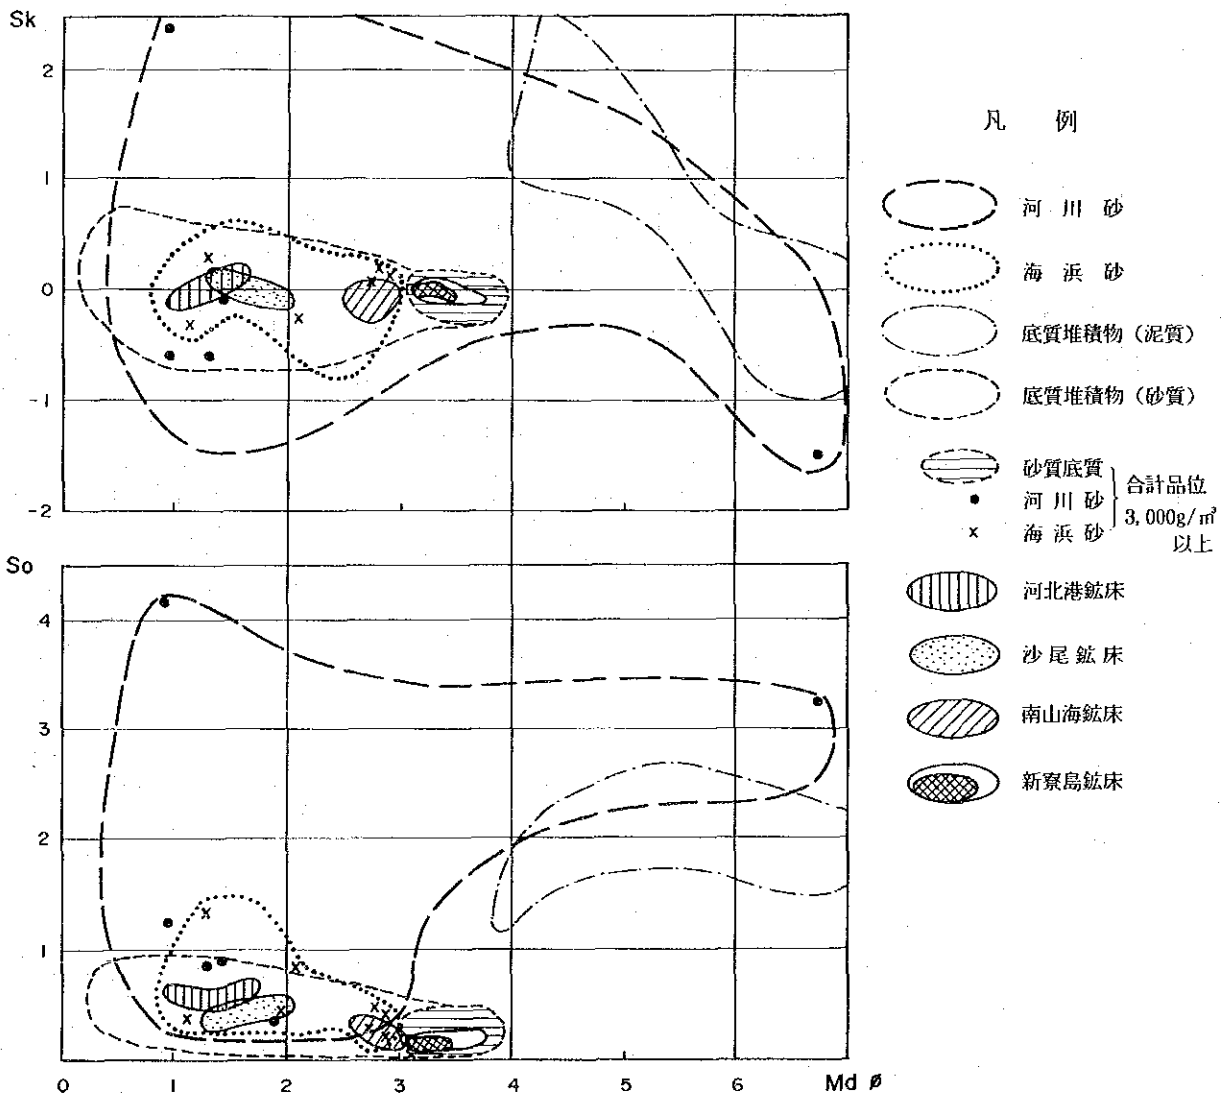 Sk
2
1
0
-1
-2
So
4
3
2
1
0 1 2 3 4 5 6 Md ø
凡 例
河 川 砂
海 浜 砂
底質堆積物（泥質）
底質堆積物（砂質）
砂質底質
河 川 砂
海 浜 砂
合計品位
3,000g/㎥
以上
河北港鉱床
沙尾鉱床
南山海鉱床
新寮島鉱床